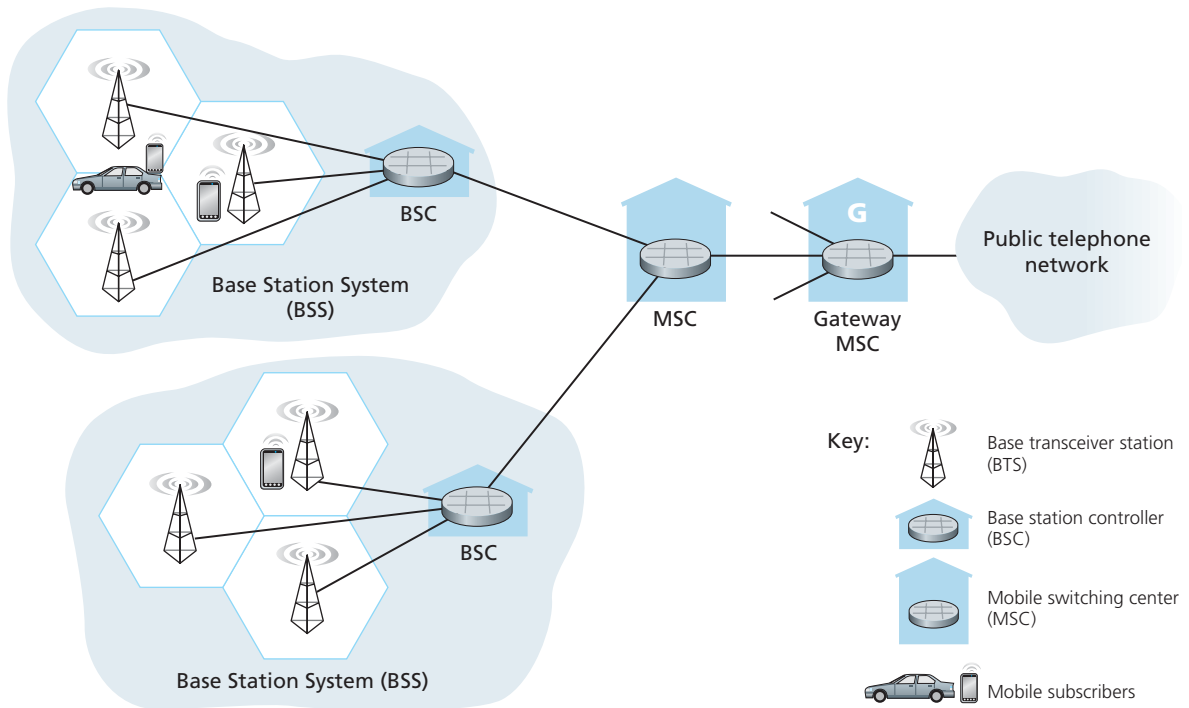 BSC
Base Station System
(BSS)
MSC
G
Gateway
MSC
Public telephone
network
BSC
Base Station System (BSS)
Key:
Base transceiver station
(BTS)
Base station controller
(BSC)
Mobile switching center
(MSC)
Mobile subscribers